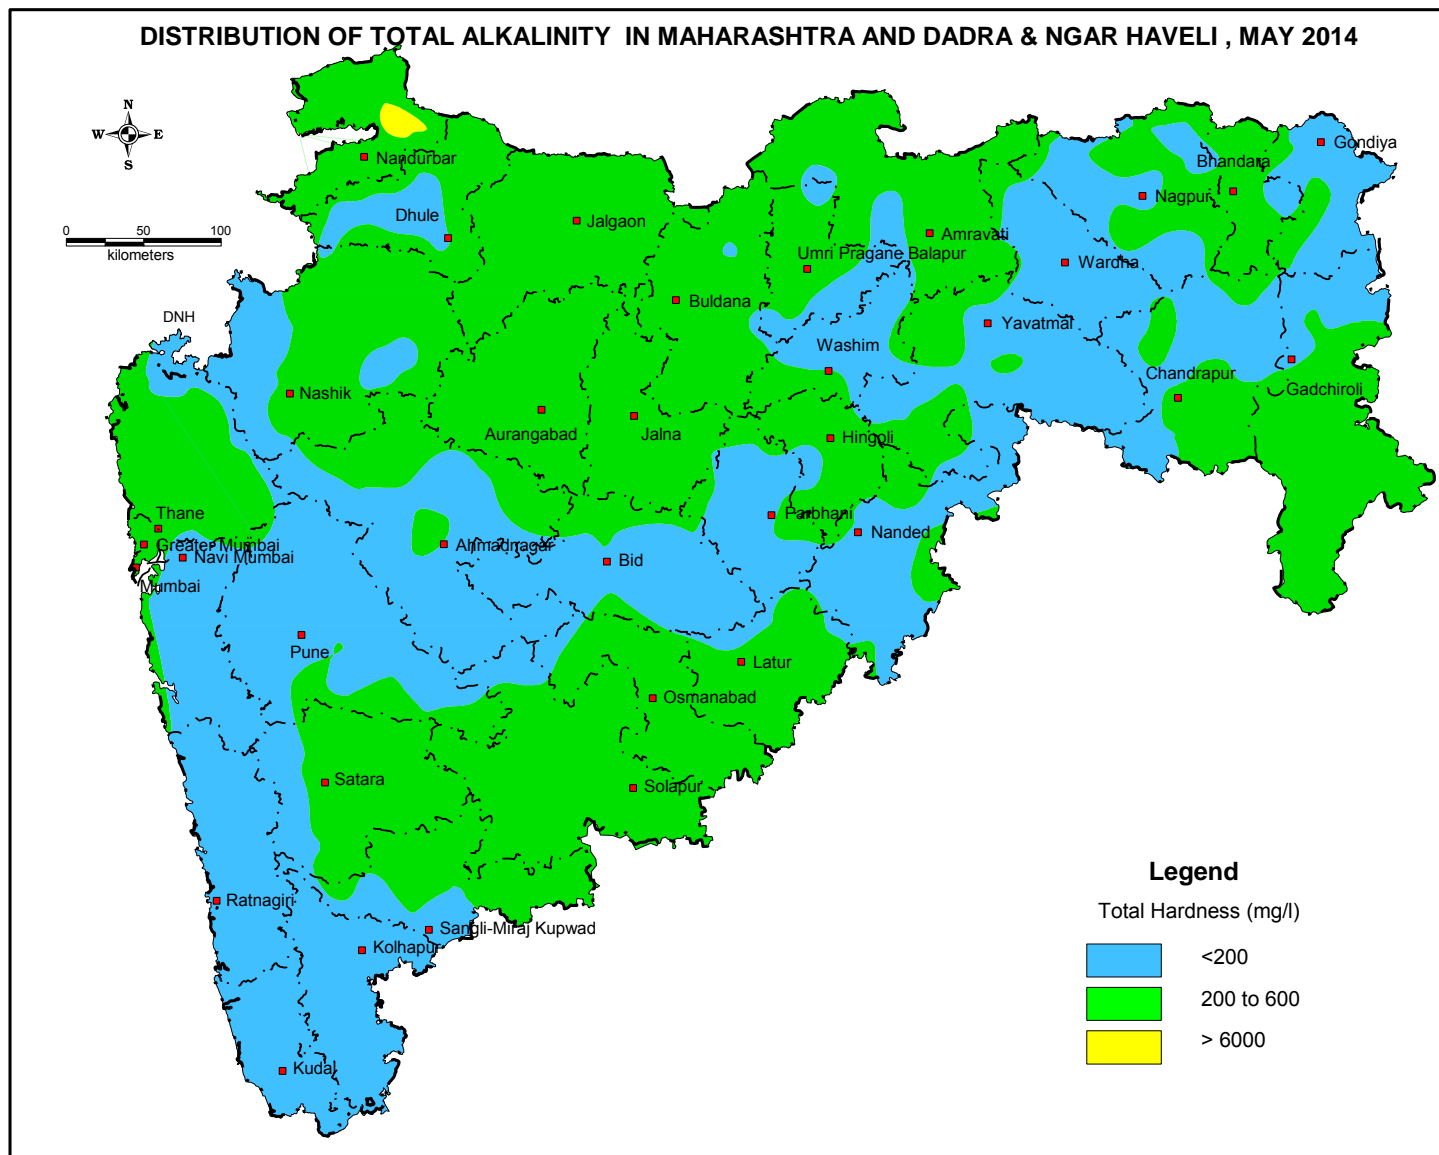 DISTRIBUTION OF TOTAL ALKALINITY IN MAHARASHTRA AND DADRA & NGAR HAVELI , MAY 2014
N
W E
S
0 50 100
kilometers
Nandurbar
Dhule
Jalgaon
Gondiya
Bhandara
Nagpur
Amravati
Umri Pragane Balapur
Wardha
Buldana
DNH
Yavatmal
Washim
Chandrapur
Gadchiroli
Nashik
Aurangabad
Jalna
Hingoli
Thane
Parbhani
Nanded
Greater Mumbai
Ahmadnagar
Navi Mumbai
Bid
Mumbai
Pune
Latur
Osmanabad
Satara
Solapur
Ratnagiri
Sangli-Miraj Kupwad
Kolhapur
Kudal
Legend
Total Hardness (mg/l)
<200
200 to 600
> 6000